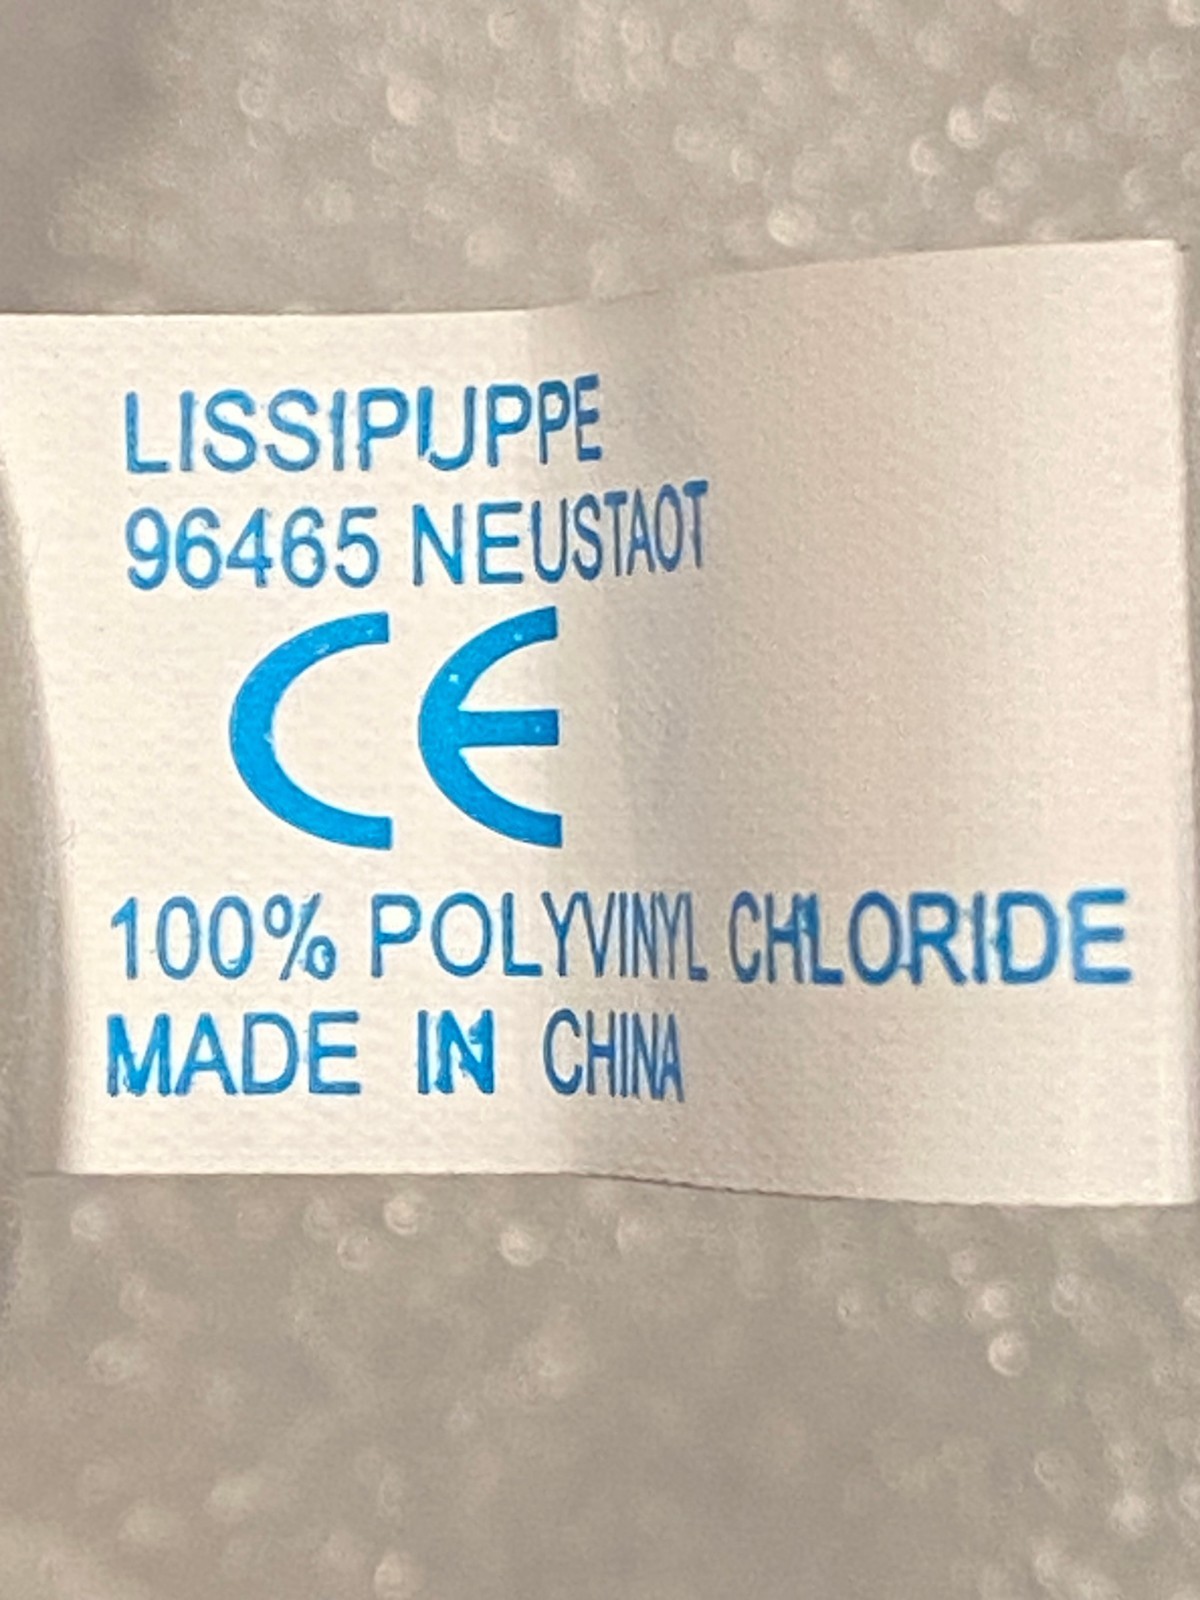 LISSIPUPPE
96465 NEUSTAOT
CE
100% POLYVINYL CHLORIDE
MADE IN CHINA